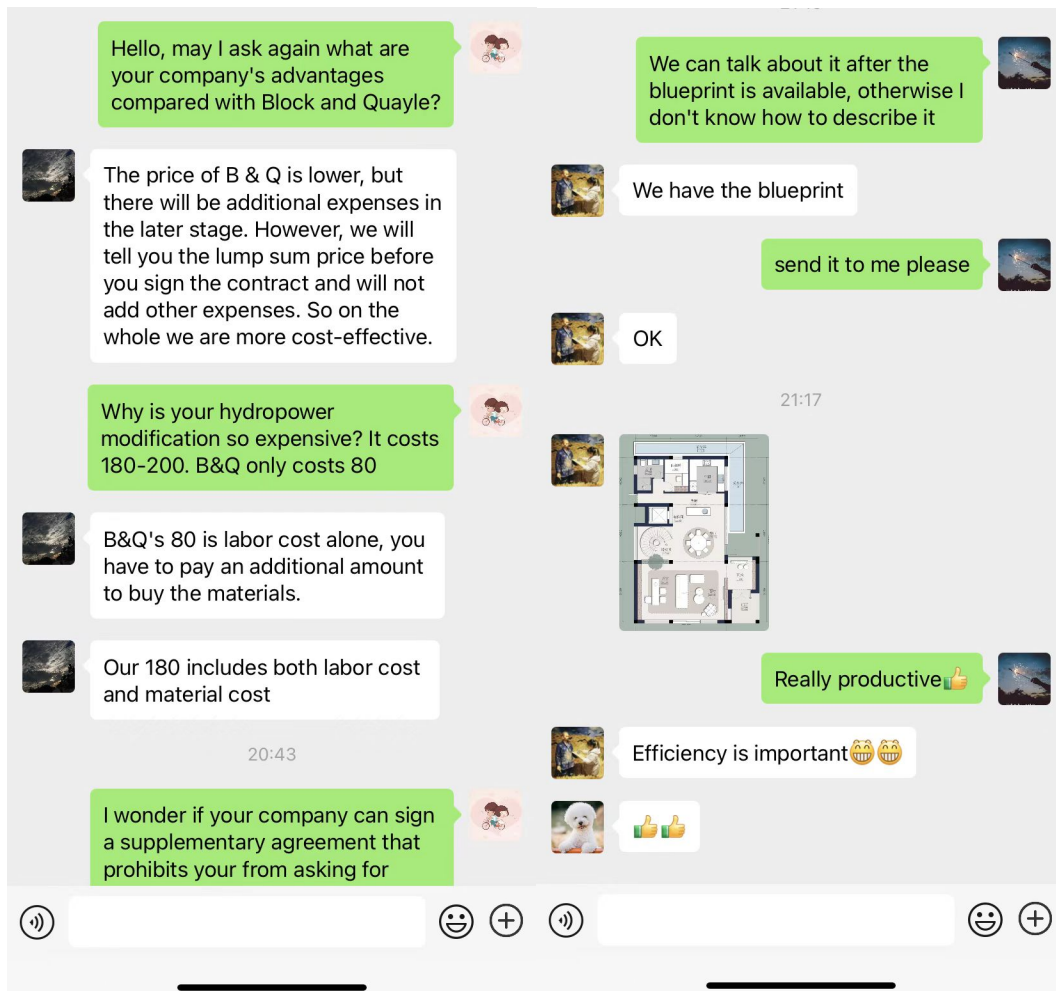 Hello, may I ask again what are
your company's advantages
compared with Block and Quayle?
The price of B & Q is lower, but
there will be additional expenses in
the later stage. However, we will
tell you the lump sum price before
you sign the contract and will not
add other expenses. So on the
whole we are more cost-effective.
Why is your hydropower
modification so expensive? It costs
180-200. B&Q only costs 80
B&Q's 80 is labor cost alone, you
have to pay an additional amount
to buy the materials.
Our 180 includes both labor cost
and material cost
20:43
I wonder if your company can sign
a supplementary agreement that
prohibits your from asking for
We can talk about it after the
blueprint is available, otherwise I
don't know how to describe it
We have the blueprint
send it to me please
OK
21:17
Really productive👍
Efficiency is important😁😁
👍👍